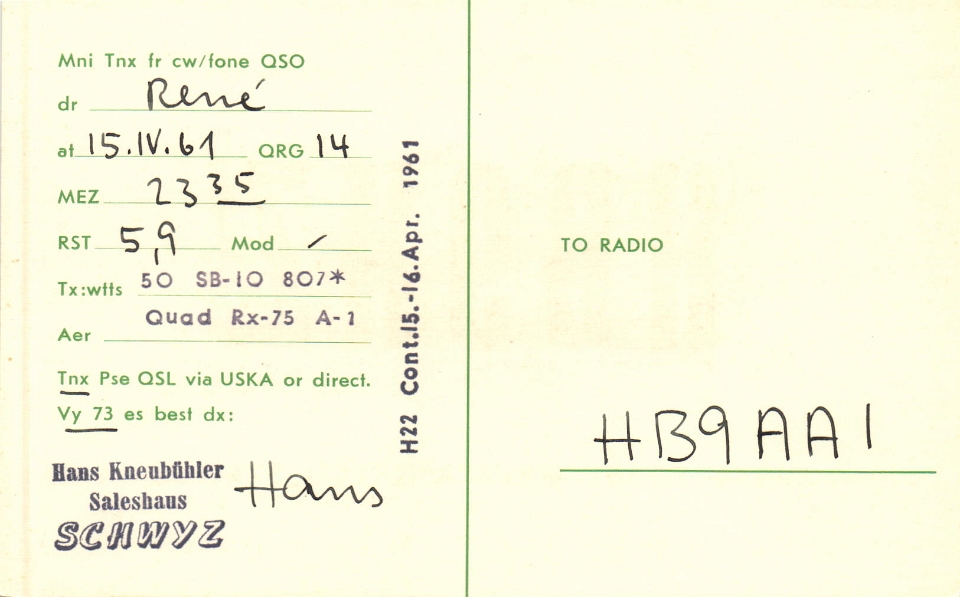 Mni Tnx fr cw/fone QSO
dr René
at 15.IV.61 QRG 14
MEZ 2335
RST 5,9 Mod /
Tx:wtts 50 SB-10 807*
Quad Rx-75 A-1
Aer
Tnx Pse QSL via USKA or direct.
Vy 73 es best dx:
Hans Kneubühler
Saleshaus
SCHWYZ
Hans
H22 Cont.15.-16.Apr. 1961
TO RADIO
HB9AAI